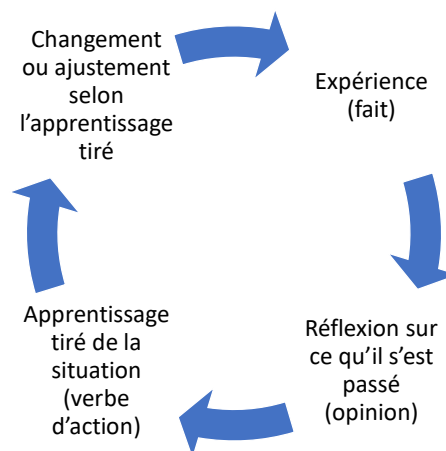 Changement
ou ajustement
selon
l’apprentissage
tiré
Expérience
(fait)
Réflexion sur
ce qu’il s’est
passé
(opinion)
Apprentissage
tiré de la
situation
(verbe
d’action)